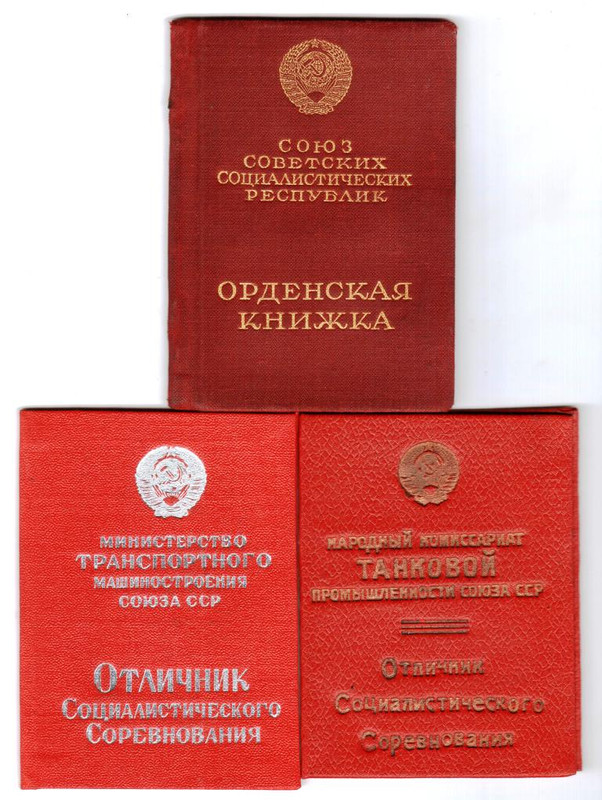 СОЮЗ
СОВЕТСКИХ
СОЦИАЛИСТИЧЕСКИХ
РЕСПУБЛИК
ОРДЕНСКАЯ
КНИЖКА
МИНИСТЕРСТВО
ТРАНСПОРТНОГО
МАШИНОСТРОЕНИЯ
СОЮЗА ССР
ОТЛИЧНИК
СОЦИАЛИСТИЧЕСКОГО
СОРЕВНОВАНИЯ
НАРОДНЫЙ КОМИССАРИАТ
ТАНКОВОЙ
ПРОМЫШЛЕННОСТИ СОЮЗА ССР
ОТЛИЧНИК
СОЦИАЛИСТИЧЕСКОГО
СОРЕВНОВАНИЯ